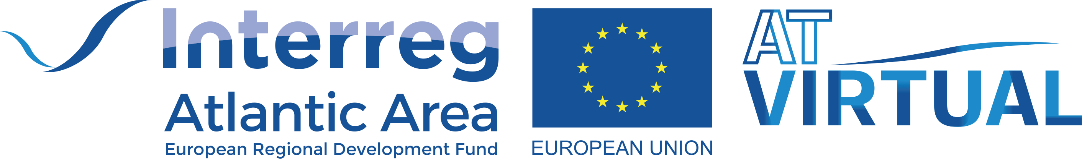 Interreg
Atlantic Area
European Regional Development Fund
EUROPEAN UNION
AT
VIRTUAL